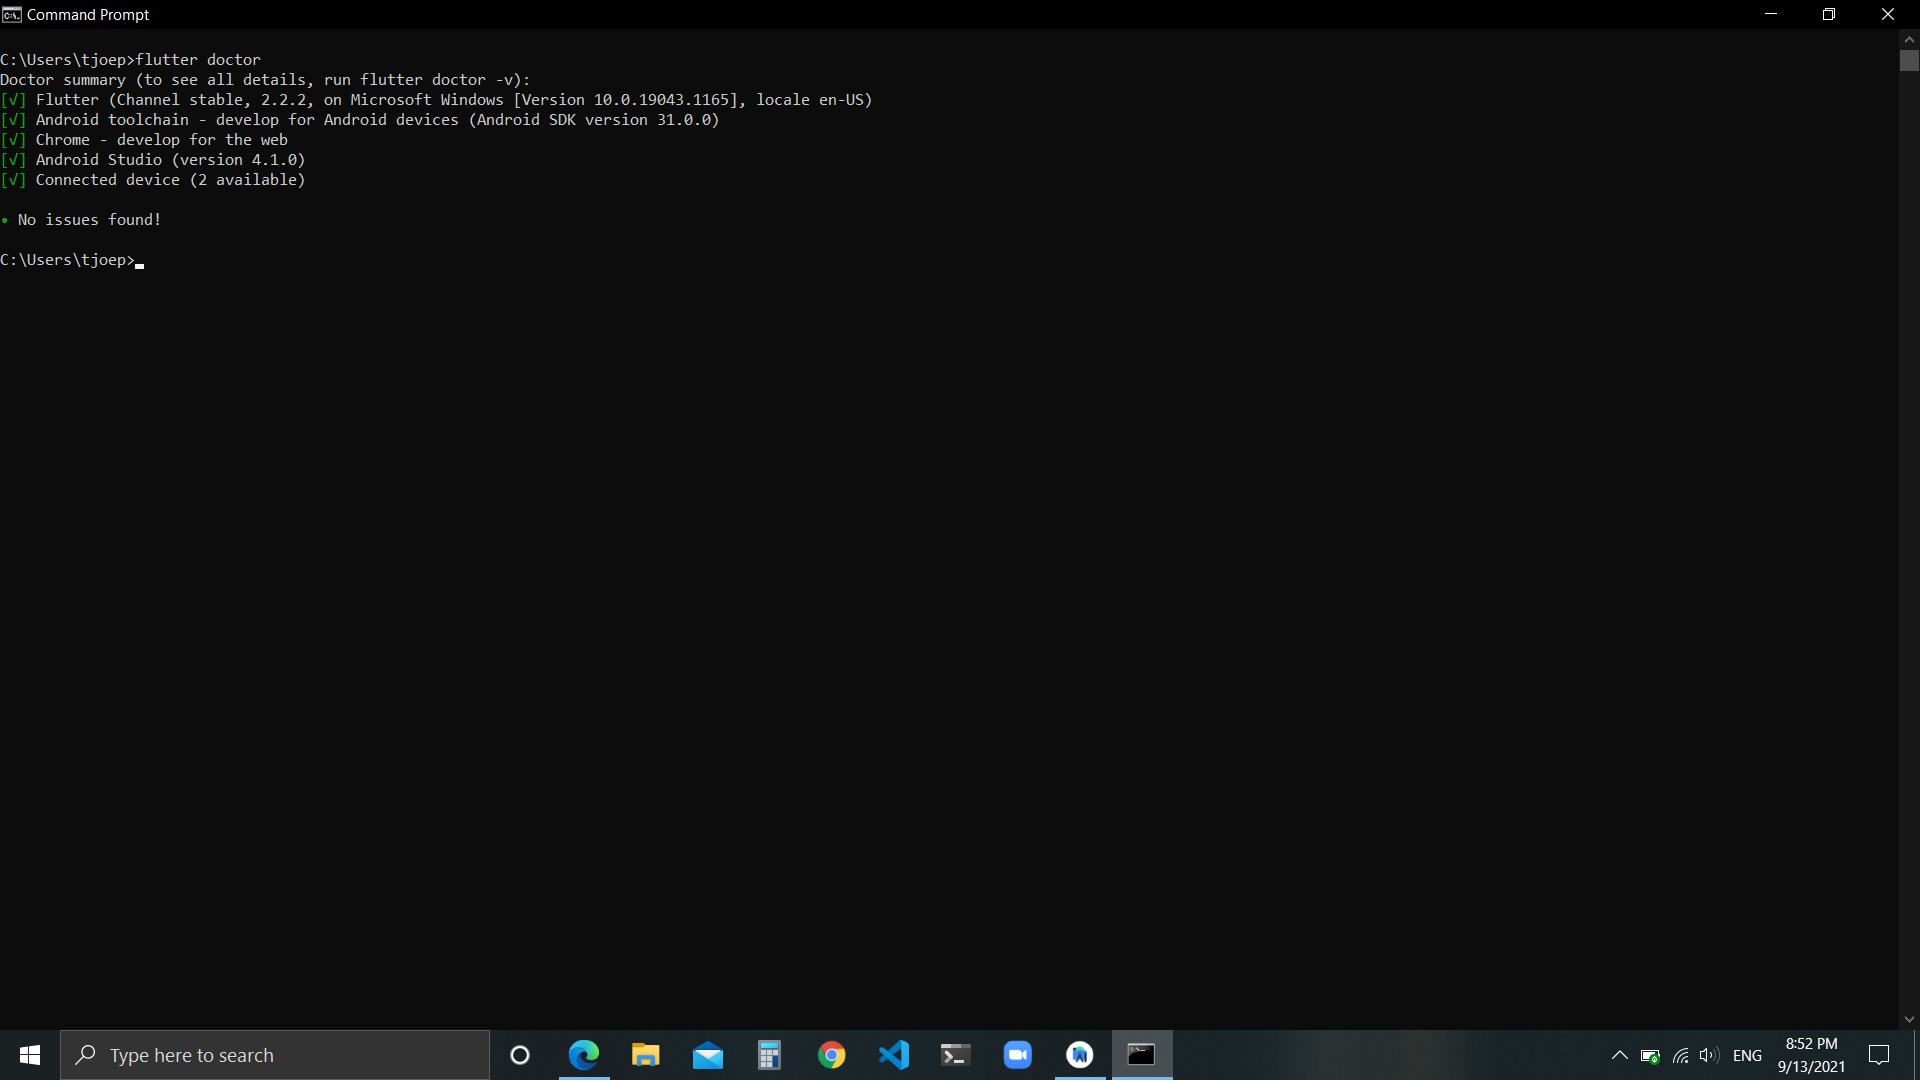 Command Prompt
C:\Users\tjoep>flutter doctor
Doctor summary (to see all details, run flutter doctor -v):
[√] Flutter (Channel stable, 2.2.2, on Microsoft Windows [Version 10.0.19043.1165], locale en-US)
[√] Android toolchain - develop for Android devices (Android SDK version 31.0.0)
[√] Chrome - develop for the web
[√] Android Studio (version 4.1.0)
[√] Connected device (2 available)
• No issues found!
C:\Users\tjoep>
Type here to search
ENG
8:52 PM
9/13/2021